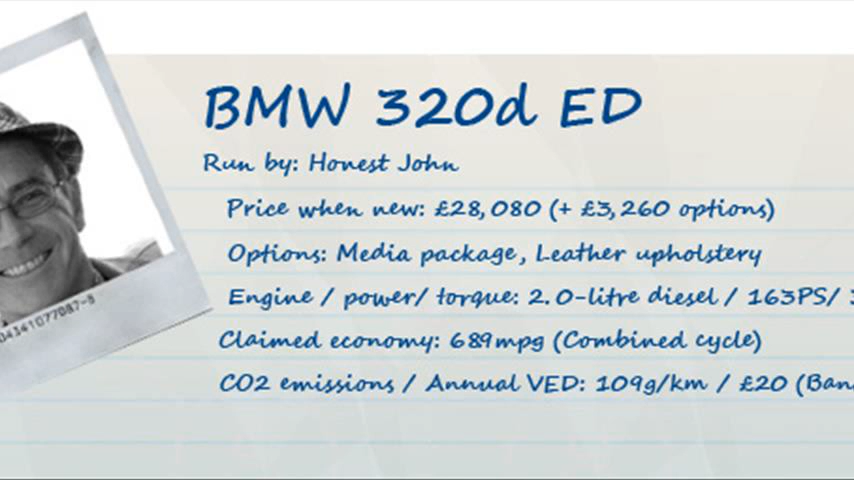 BMW 320d ED
Run by: Honest John
Price when new: £28,080 (+ £3,260 options)
Options: Media package, Leather upholstery
Engine / power/ torque: 2.0-litre diesel / 163PS/
Claimed economy: 689mpg (Combined cycle)
CO2 emissions / Annual VED: 109g/km / £20 (Ban
04341077087-8